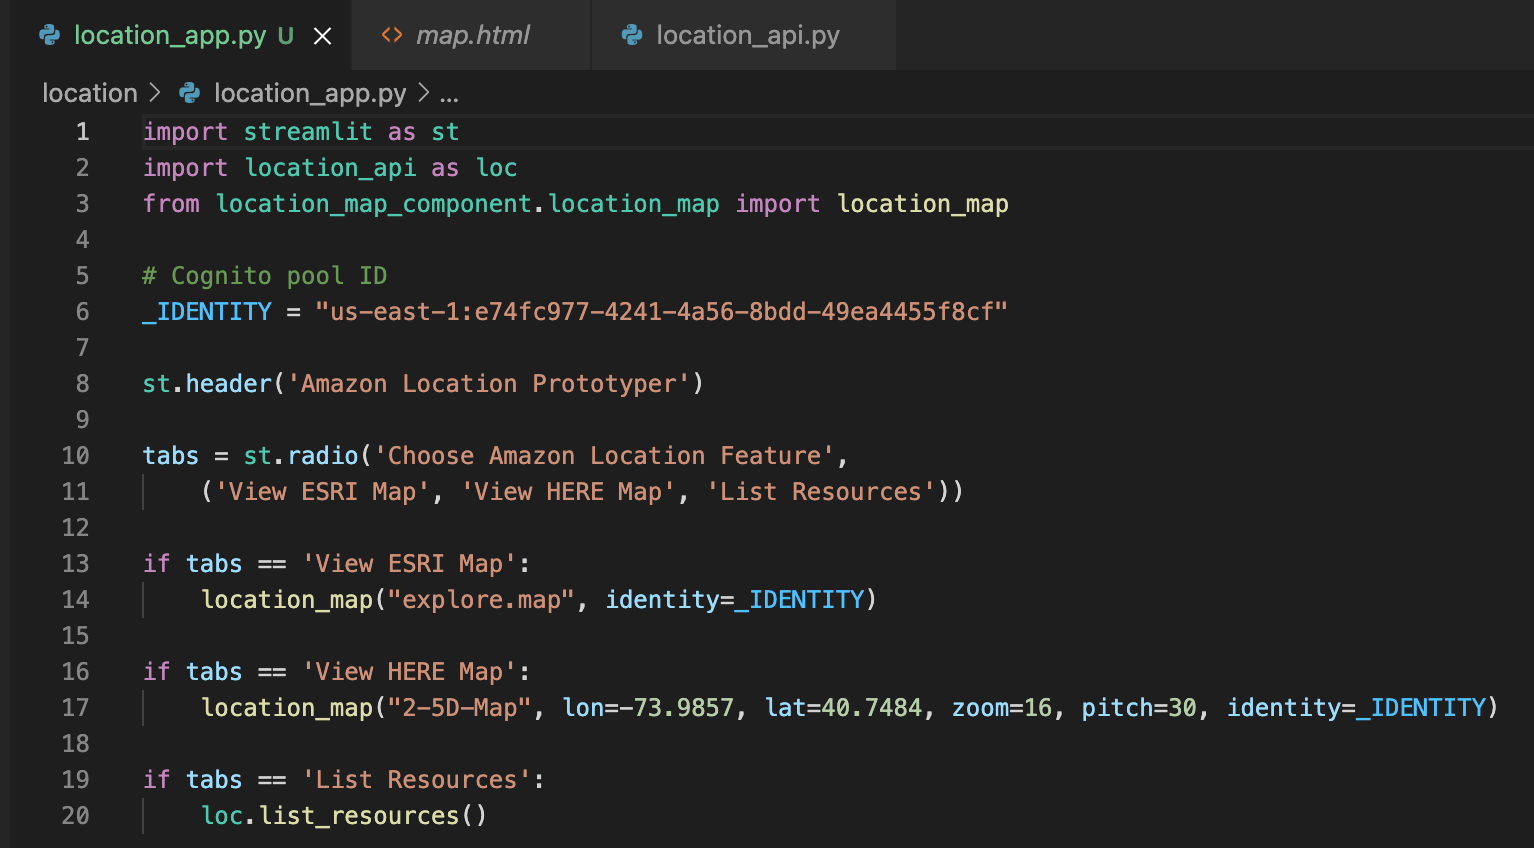 location_app.py U × <> map.html location_api.py
location > location_app.py > ...
1 import streamlit as st
2 import location_api as loc
3 from location_map_component.location_map import location_map
4
5 # Cognito pool ID
6 _IDENTITY = "us-east-1:e74fc977-4241-4a56-8bdd-49ea4455f8cf"
7
8 st.header('Amazon Location Prototyper')
9
10 tabs = st.radio('Choose Amazon Location Feature',
11     ('View ESRI Map', 'View HERE Map', 'List Resources'))
12
13 if tabs == 'View ESRI Map':
14     location_map("explore.map", identity=_IDENTITY)
15
16 if tabs == 'View HERE Map':
17     location_map("2-5D-Map", lon=-73.9857, lat=40.7484, zoom=16, pitch=30, identity=_IDENTITY)
18
19 if tabs == 'List Resources':
20     loc.list_resources()